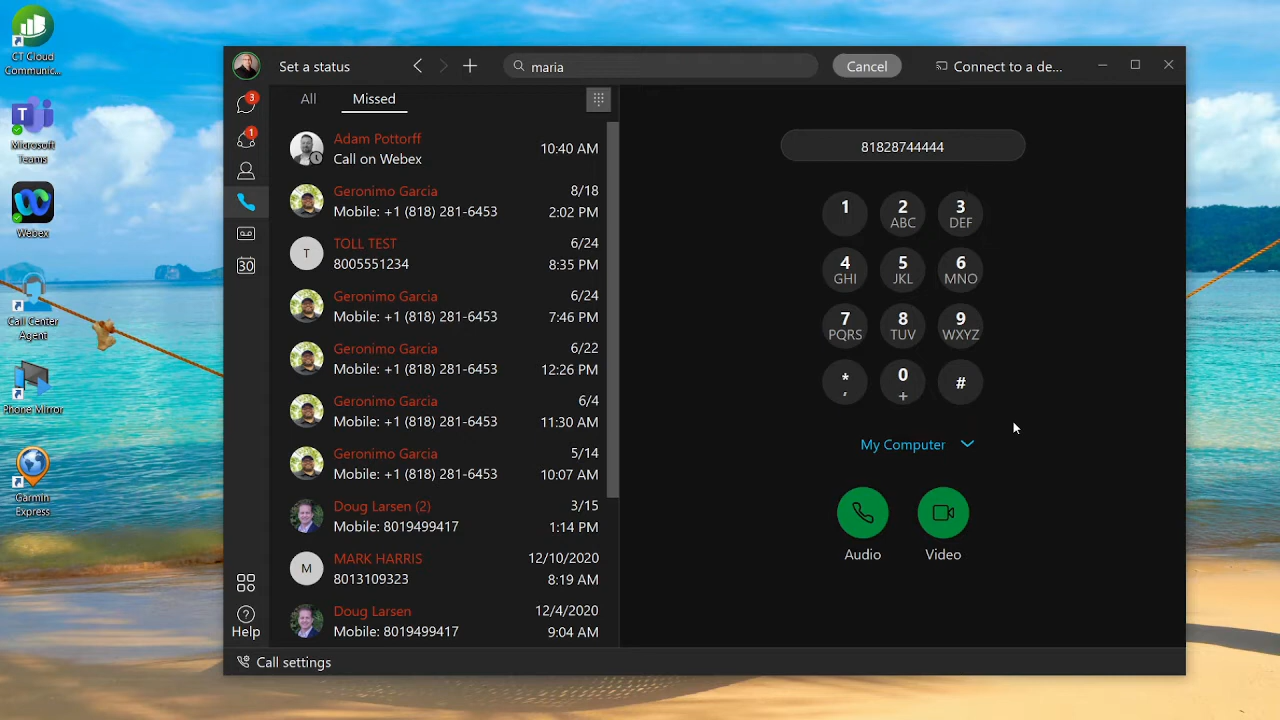 CT Cloud
Communic...
Microsoft
Teams
Webex
Call Center
Agent
Phone Mirror
Garmin
Express
Set a status
maria
Cancel
Connect to a de...
3
1
30
Help
All
Missed
Adam Pottorff
Call on Webex
10:40 AM
Geronimo Garcia
8/18
Mobile: +1 (818) 281-6453
2:02 PM
T
TOLL TEST
6/24
8005551234
8:35 PM
Geronimo Garcia
6/24
Mobile: +1 (818) 281-6453
7:46 PM
Geronimo Garcia
6/22
Mobile: +1 (818) 281-6453
12:26 PM
Geronimo Garcia
6/4
Mobile: +1 (818) 281-6453
11:30 AM
Geronimo Garcia
5/14
Mobile: +1 (818) 281-6453
10:07 AM
Doug Larsen (2)
3/15
Mobile: 8019499417
1:14 PM
M
MARK HARRIS
12/10/2020
8013109323
8:19 AM
Doug Larsen
12/4/2020
Mobile: 8019499417
9:04 AM
81828744444
1
2
ABC
3
DEF
4
GHI
5
JKL
6
MNO
7
PQRS
8
TUV
9
WXYZ
*
,
0
+
#
My Computer
Audio
Video
Call settings